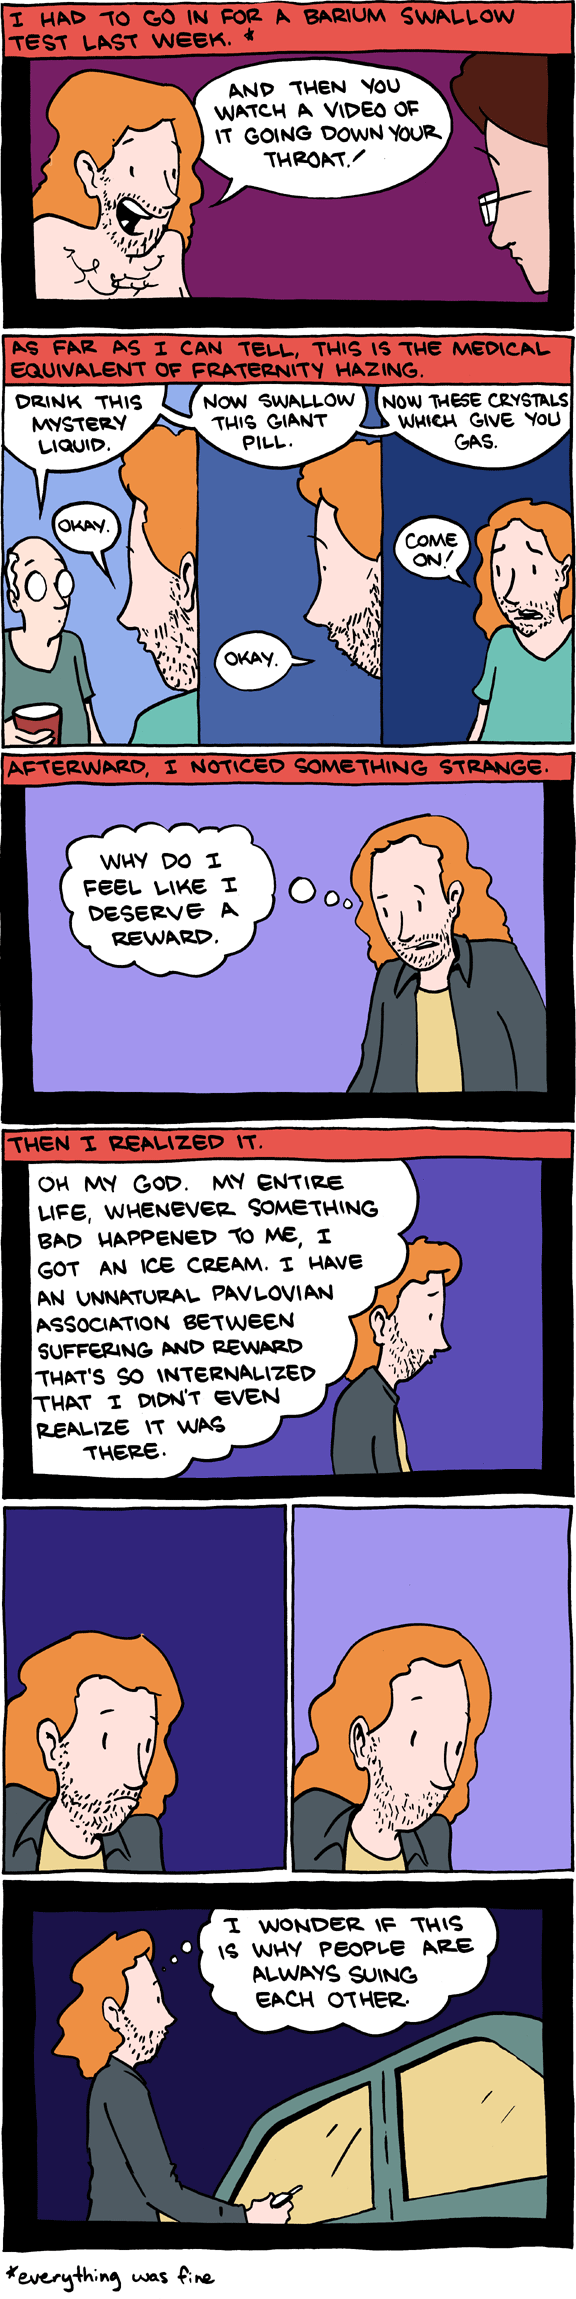 I HAD TO GO IN FOR A BARIUM SWALLOW
TEST LAST WEEK. *
AND THEN YOU
WATCH A VIDEO OF
IT GOING DOWN YOUR
THROAT!
AS FAR AS I CAN TELL, THIS IS THE MEDICAL
EQUIVALENT OF FRATERNITY HAZING.
DRINK THIS
MYSTERY
LIQUID.
OKAY.
NOW SWALLOW
THIS GIANT
PILL.
OKAY.
NOW THESE CRYSTALS
WHICH GIVE YOU
GAS.
COME
ON!
AFTERWARD, I NOTICED SOMETHING STRANGE.
WHY DO I
FEEL LIKE I
DESERVE A
REWARD.
THEN I REALIZED IT.
OH MY GOD. MY ENTIRE
LIFE, WHENEVER SOMETHING
BAD HAPPENED TO ME, I
GOT AN ICE CREAM. I HAVE
AN UNNATURAL PAVLOVIAN
ASSOCIATION BETWEEN
SUFFERING AND REWARD
THAT'S SO INTERNALIZED
THAT I DIDN'T EVEN
REALIZE IT WAS
THERE.
I WONDER IF THIS
IS WHY PEOPLE ARE
ALWAYS SUING
EACH OTHER.
*everything was fine